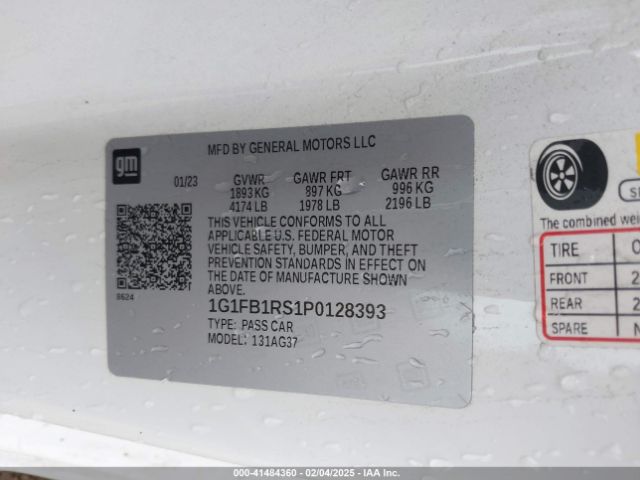 gm
MFD BY GENERAL MOTORS LLC
01/23 GVWR GAWR FRT GAWR RR
1893 KG 897 KG 996 KG
4174 LB 1978 LB 2196 LB
THIS VEHICLE CONFORMS TO ALL
APPLICABLE U.S. FEDERAL MOTOR
VEHICLE SAFETY, BUMPER, AND THEFT
PREVENTION STANDARDS IN EFFECT ON
THE DATE OF MANUFACTURE SHOWN
ABOVE.
8624
1G1FB1RS1P0128393
TYPE: PASS CAR
MODEL: 131AG37
The combined
TIRE
FRONT 2
REAR 2
SPARE N
000-41484360 - 02/04/2025 - IAA Inc.